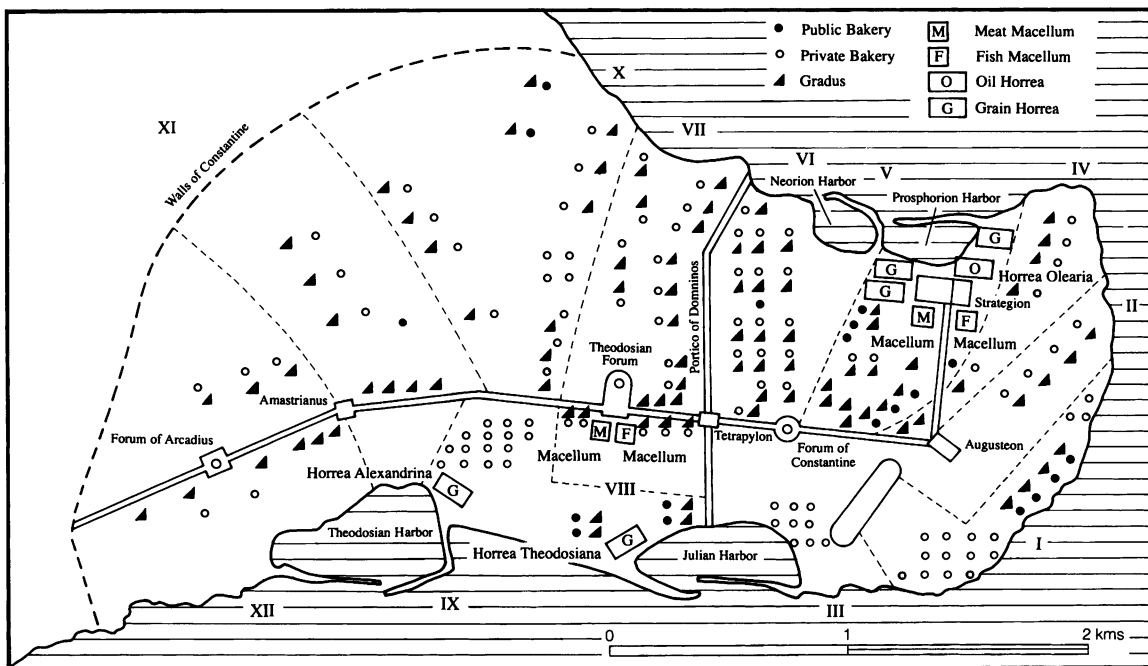 Public Bakery
Private Bakery
Gradus
M Meat Macellum
F Fish Macellum
O Oil Horrea
G Grain Horrea
X
XI
VII
VI
V
IV
Walls of Constantine
Neorion Harbor
Prosphorion Harbor
G
G
O
Horrea Olearia
G
Strategion
II
M
F
Macellum
Macellum
Portico of Domninos
Theodosian
Forum
Amastrianus
Forum of Arcadius
Tetrapylon
Forum of
Constantine
Augusteon
M
F
Macellum
Macellum
Horrea Alexandrina
G
VIII
Theodosian Harbor
Horrea Theodosiana
G
Julian Harbor
I
XII
IX
III
0
1
2 kms